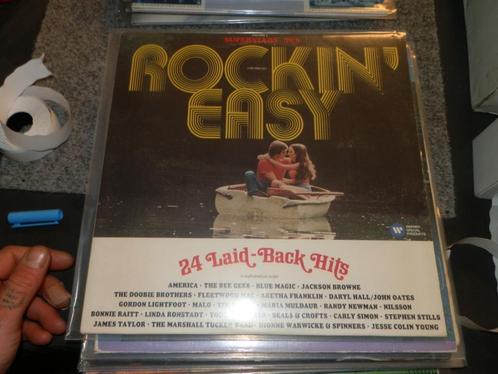 SUPERSTARS 70's
ROCKIN'
EASY
24 Laid-Back Hits
AMERICA · THE BEE GEES · BLUE MAGIC · JACKSON BROWNE
THE DOOBIE BROTHERS · FLEETWOOD MAC · ARETHA FRANKLIN · DARYL HALL/JOHN OATES
GORDON LIGHTFOOT · MALO · MARIA MULDAUR · RANDY NEWMAN · NILSSON
BONNIE RAITT · LINDA RONSTADT · SEALS & CROFTS · CARLY SIMON · STEPHEN STILLS
JAMES TAYLOR · THE MARSHALL TUCKER BAND · DIONNE WARWICKE & SPINNERS · JESSE COLIN YOUNG
WARNER
SPECIAL
PRODUCTS